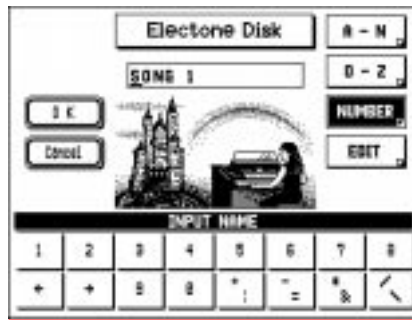 Electone Disk
A - N
SONG 1
O - Z
OK
NUMBER
Cancel
EDIT
INPUT NAME
1 2 3 4 5 6 7 8
← → 9 0 * : - = & / \